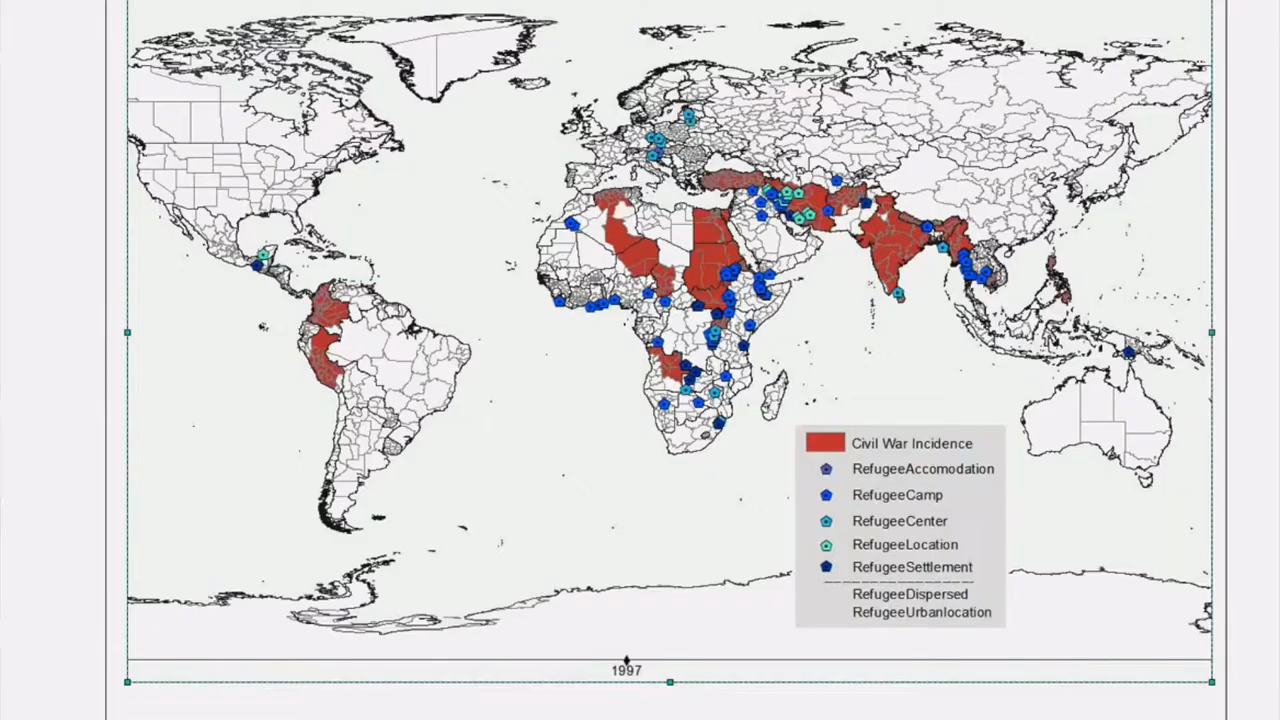 Civil War Incidence
RefugeeAccomodation
RefugeeCamp
RefugeeCenter
RefugeeLocation
RefugeeSettlement
RefugeeDispersed
RefugeeUrbanlocation
1997